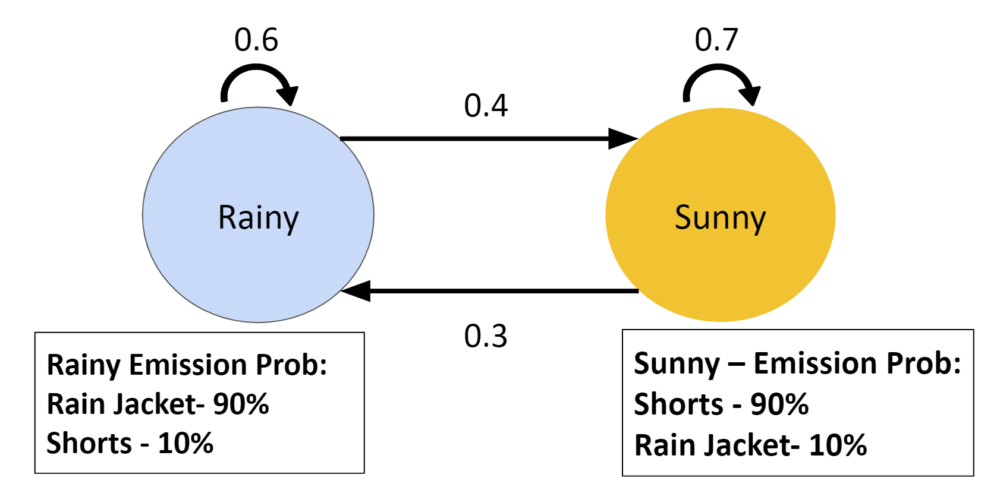 0.6
0.7
0.4
Rainy
Sunny
0.3
Rainy Emission Prob:
Rain Jacket- 90%
Shorts - 10%
Sunny – Emission Prob:
Shorts - 90%
Rain Jacket- 10%